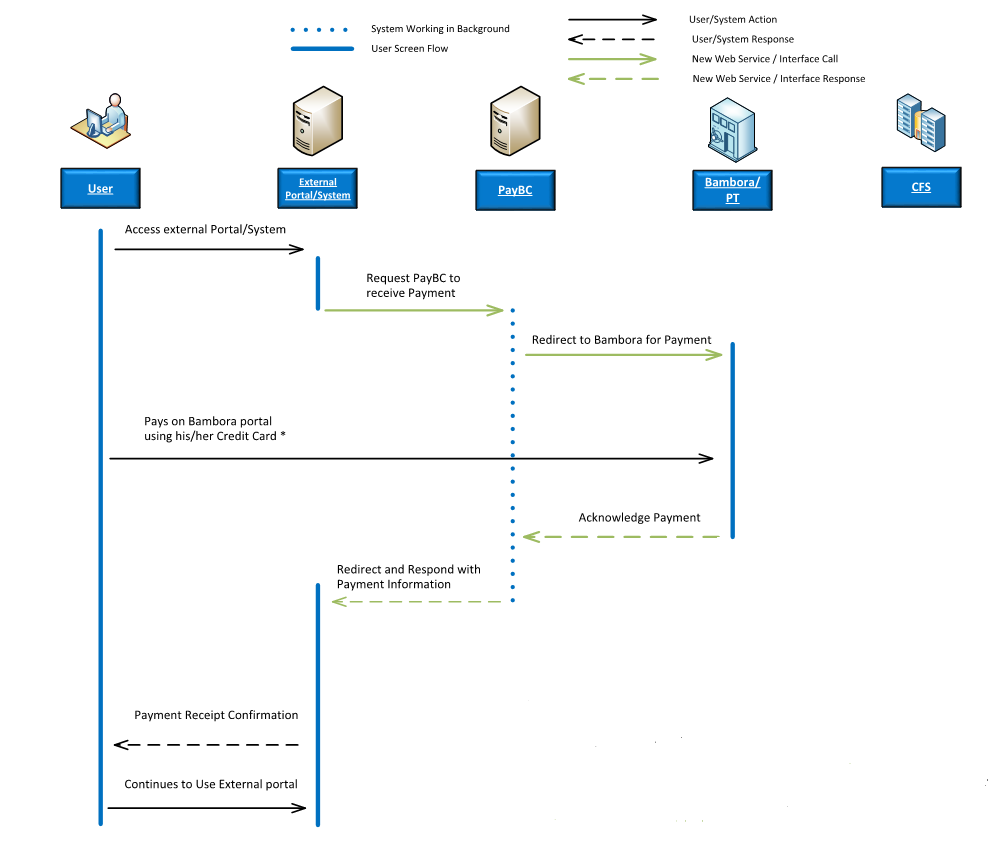 System Working in Background
User Screen Flow
User/System Action
User/System Response
New Web Service / Interface Call
New Web Service / Interface Response
User
External
Portal/System
PayBC
Bambora/
PT
CFS
Access external Portal/System
Request PayBC to
receive Payment
Redirect to Bambora for Payment
Pays on Bambora portal
using his/her Credit Card *
Acknowledge Payment
Redirect and Respond with
Payment Information
Payment Receipt Confirmation
Continues to Use External portal